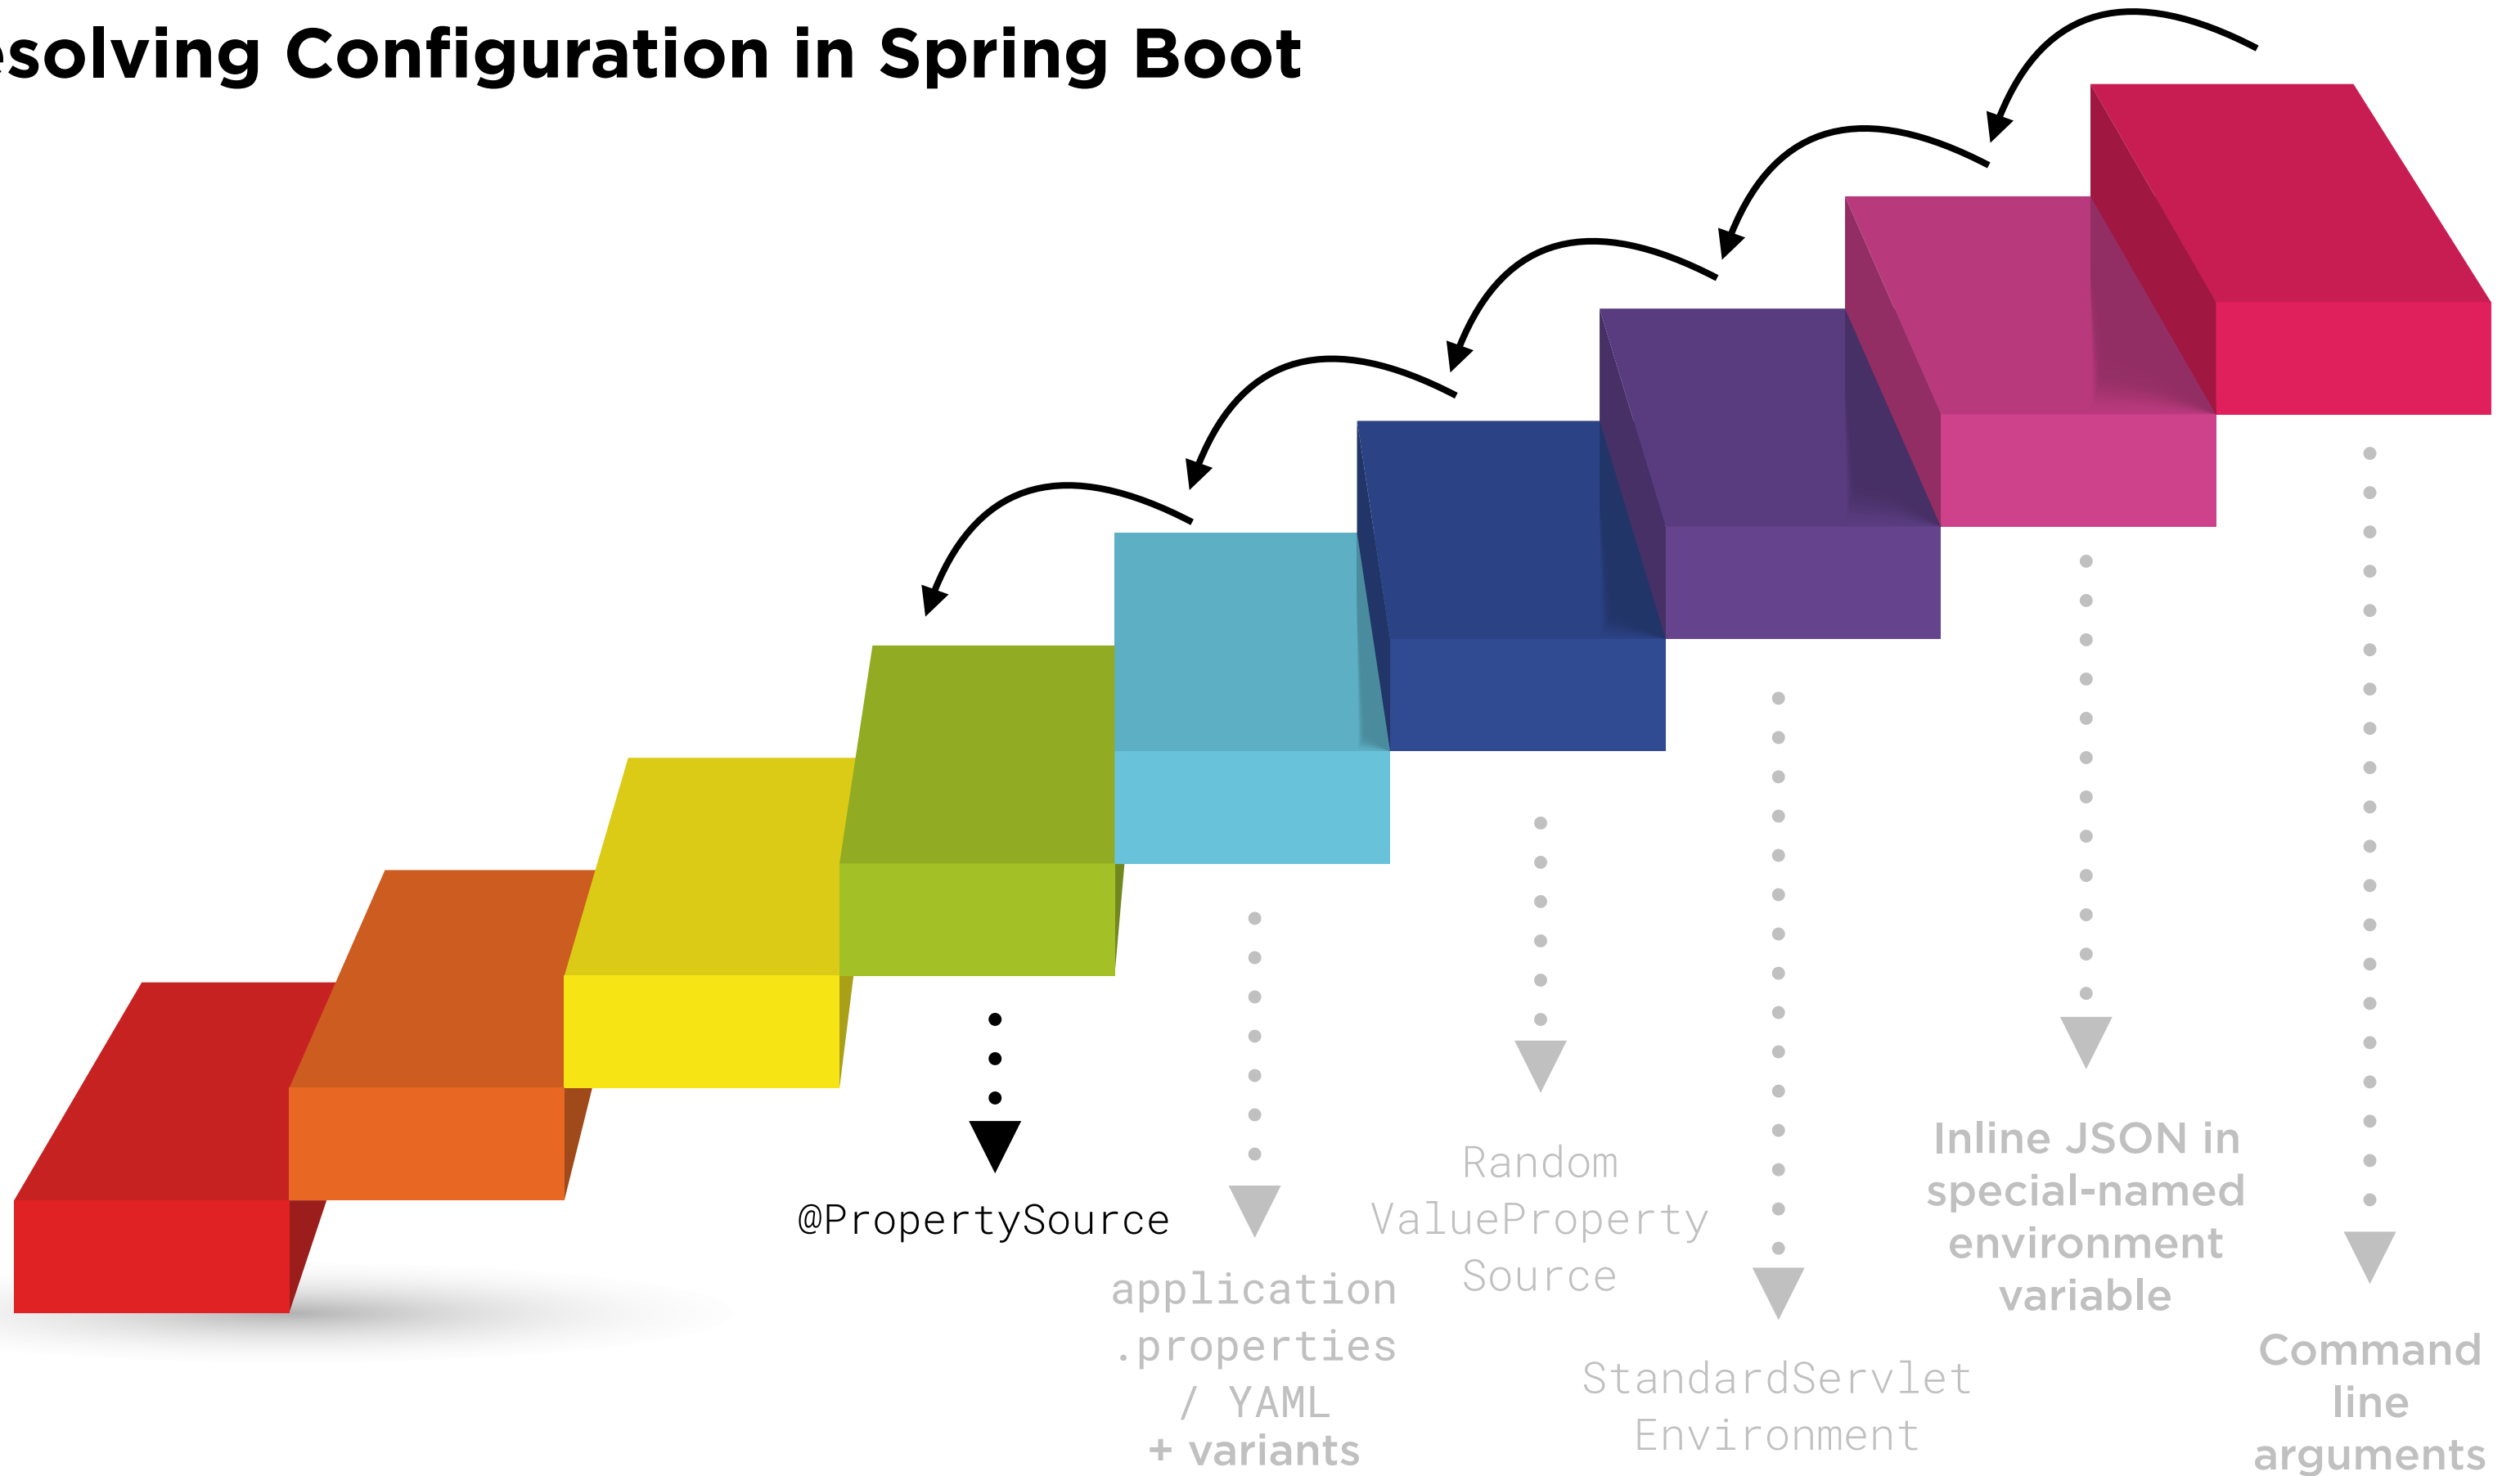 esolving Configuration in Spring Boot
@PropertySource
application
.properties
/ YAML
+ variants
Random
ValueProperty
Source
StandardServlet
Environment
Inline JSON in
special-named
environment
variable
Command
line
arguments